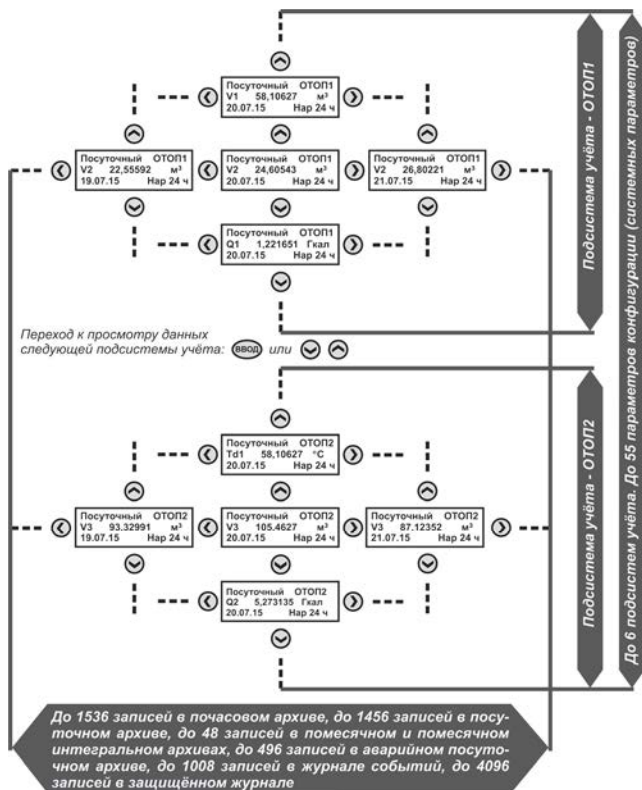 Посуточный ОТОП1
V1 58,10627 м³
20.07.15 Нар 24 ч
Посуточный ОТОП1
V2 22,55592 м³
19.07.15 Нар 24 ч
Посуточный ОТОП1
V2 24,60543 м³
20.07.15 Нар 24 ч
Посуточный ОТОП1
V2 26,80221 м³
21.07.15 Нар 24 ч
Посуточный ОТОП1
Q1 1,221651 Гкал
20.07.15 Нар 24 ч
Подсистема учёта - ОТОП1
Переход к просмотру данных
следующей подсистемы учёта: ВВОД или
Посуточный ОТОП2
Td1 58,10627 °C
20.07.15 Нар 24 ч
Посуточный ОТОП2
V3 93,32991 м³
19.07.15 Нар 24 ч
Посуточный ОТОП2
V3 105,4627 м³
20.07.15 Нар 24 ч
Посуточный ОТОП2
V3 87,12352 м³
21.07.15 Нар 24 ч
Посуточный ОТОП2
Q2 5,273135 Гкал
20.07.15 Нар 24 ч
Подсистема учёта - ОТОП2
До 6 подсистем учёта. До 55 параметров конфигурации (системных параметров)
До 1536 записей в почасовом архиве, до 1456 записей в посу-
точном архиве, до 48 записей в помесячном и помесячном
интегральном архивах, до 496 записей в аварийном посуто-
чном архиве, до 1008 записей в журнале событий, до 4096
записей в защищённом журнале